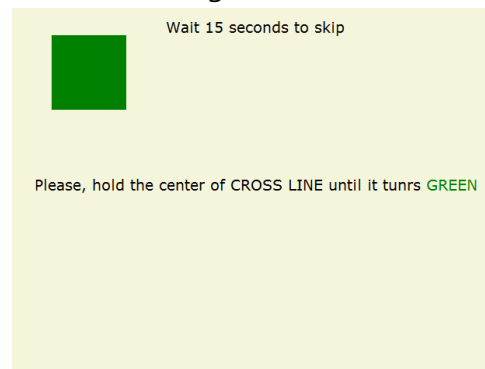 Wait 15 seconds to skip
Please, hold the center of CROSS LINE until it tunrs GREEN